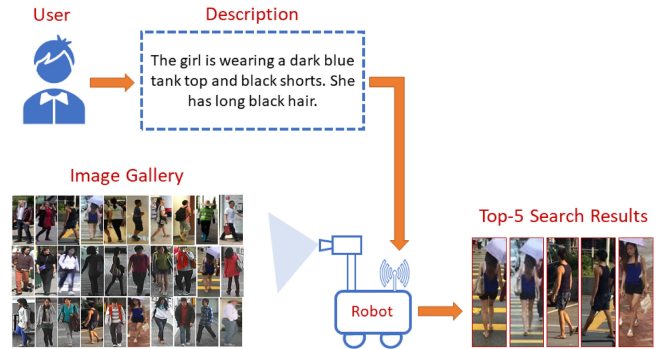 User
Description
The girl is wearing a dark blue
tank top and black shorts. She
has long black hair.
Image Gallery
Top-5 Search Results
Robot